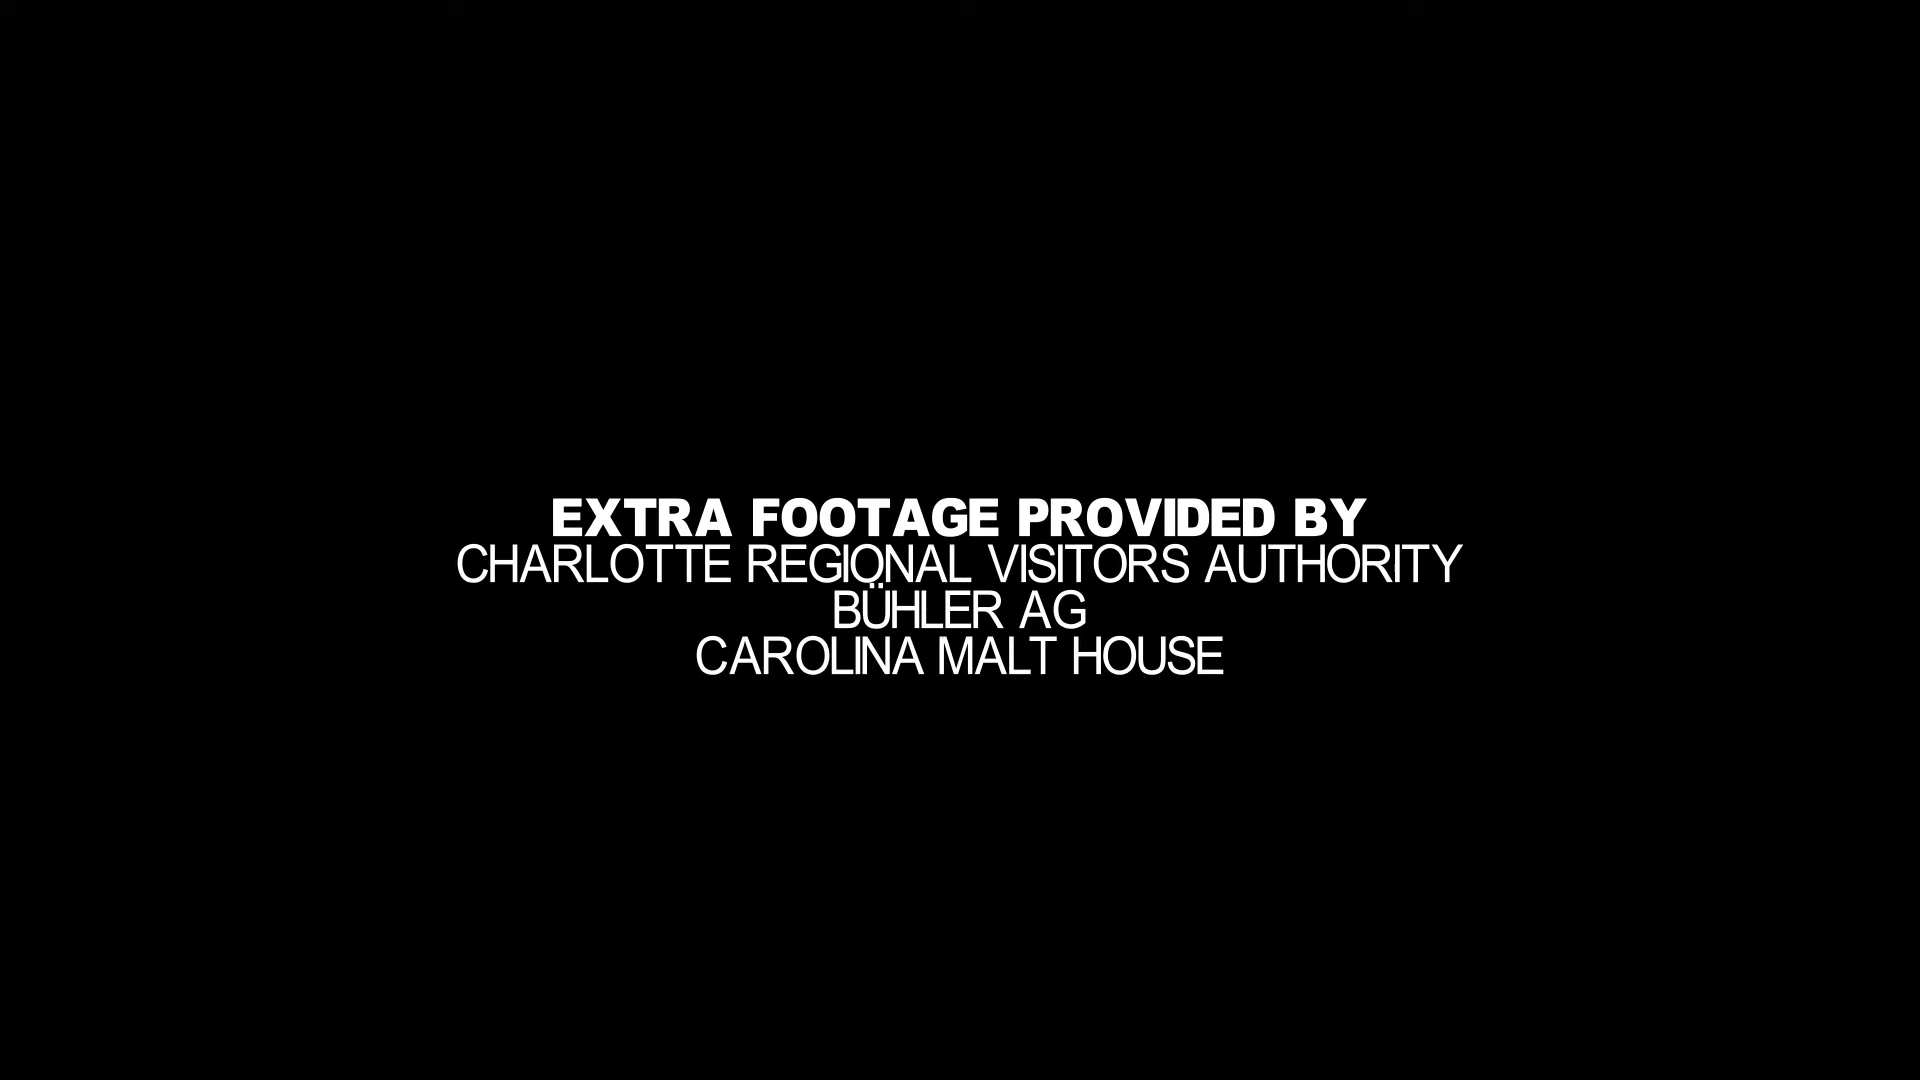 EXTRA FOOTAGE PROVIDED BY
CHARLOTTE REGIONAL VISITORS AUTHORITY
BÜHLER AG
CAROLINA MALT HOUSE